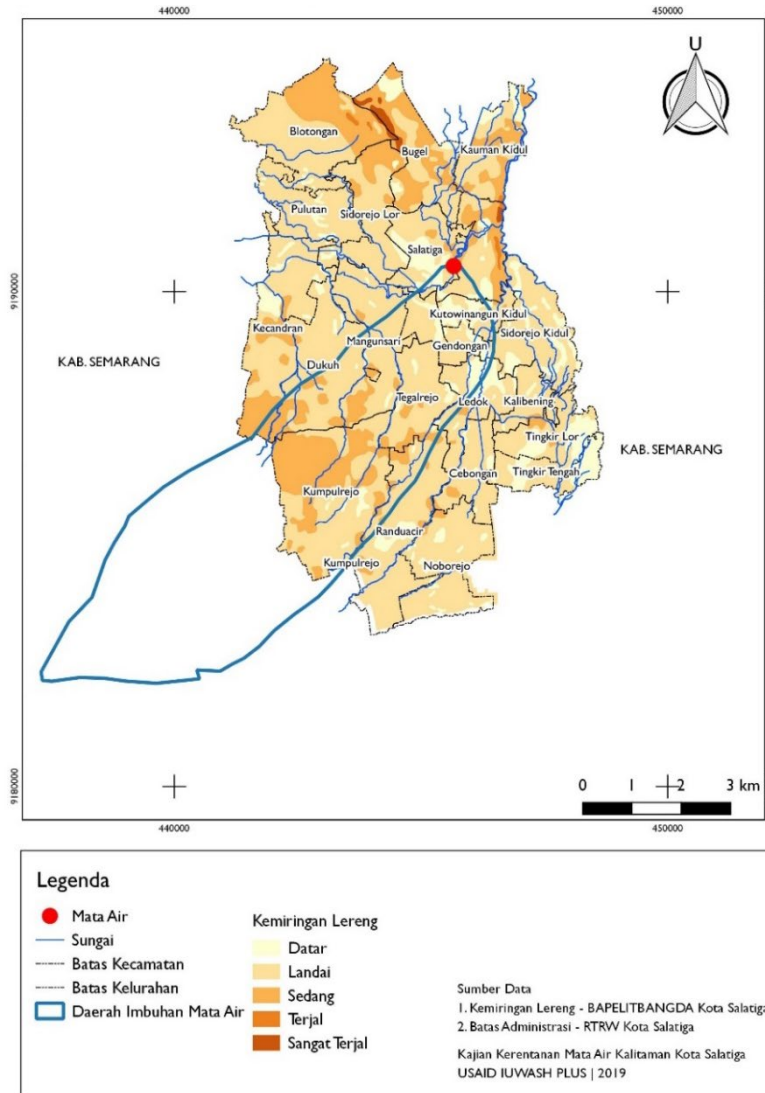 440000
450000
U
Blotongan
Bugel
Kauman Kidul
Pulutan
Sidorejo Lor
Salatiga
9190000
Kutowinangun Kidul
Kecandran
Mangunsari
Gendongan
Sidorejo Kidul
KAB. SEMARANG
Dukuh
Tegalrejo
Ledok
Kalibening
Tingkir Lor
KAB. SEMARANG
Cebongan
Tingkir Tengah
Kumpulrejo
Randuacir
Kumpulrejo
Noborejo
9180000
0 1 2 3 km
440000
450000
Legenda
Mata Air
Sungai
Batas Kecamatan
Batas Kelurahan
Daerah Imbuhan Mata Air
Kemiringan Lereng
Datar
Landai
Sedang
Terjal
Sangat Terjal
Sumber Data
1. Kemiringan Lereng - BAPELITBANGDA Kota Salatiga
2. Batas Administrasi - RTRW Kota Salatiga
Kajian Kerentanan Mata Air Kalitaman Kota Salatiga
USAID IUWASH PLUS | 2019